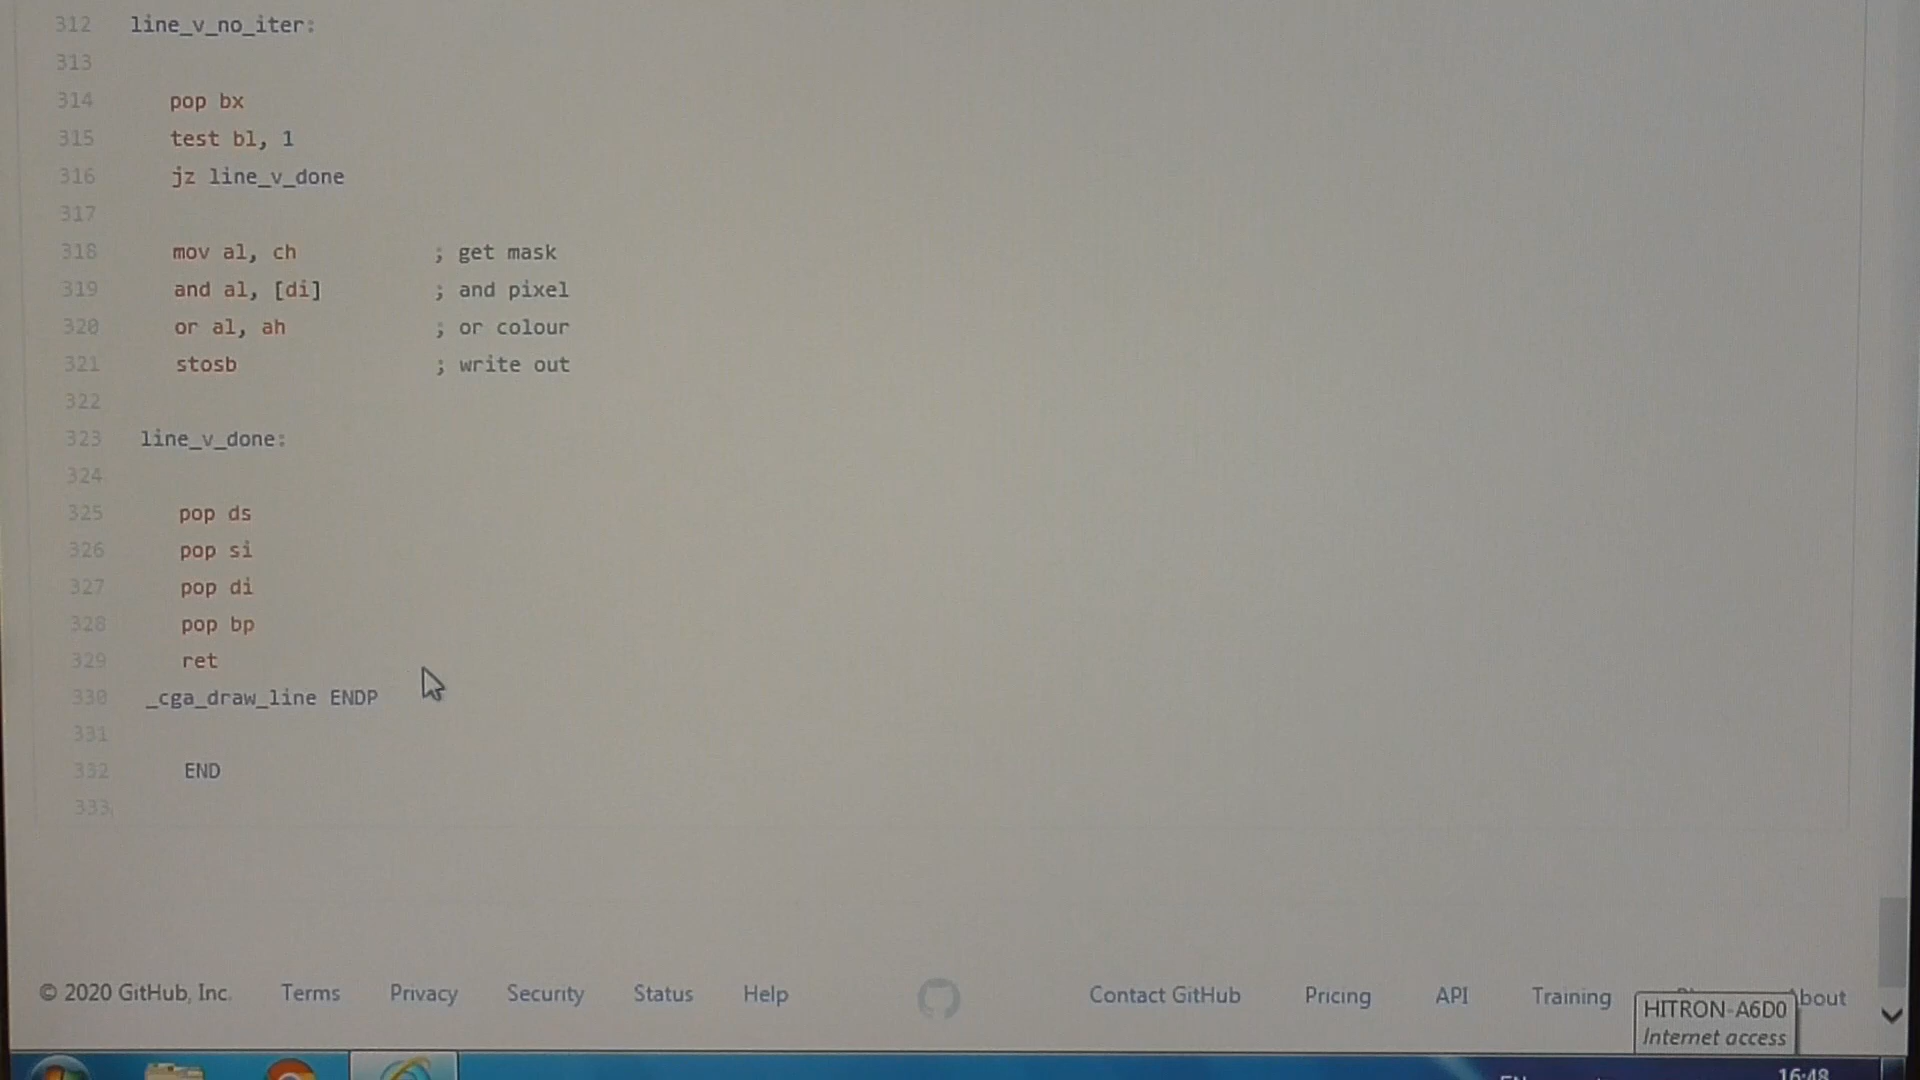 312 line_v_no_iter:
313
314 pop bx
315 test bl, 1
316 jz line_v_done
317
318 mov al, ch ; get mask
319 and al, [di] ; and pixel
320 or al, ah ; or colour
321 stosb ; write out
322
323 line_v_done:
324
325 pop ds
326 pop si
327 pop di
328 pop bp
329 ret
330 _cga_draw_line ENDP
331
332 END
333
© 2020 GitHub, Inc. Terms Privacy Security Status Help Contact GitHub Pricing API Training About
HITRON-A6D0
Internet access
16:48